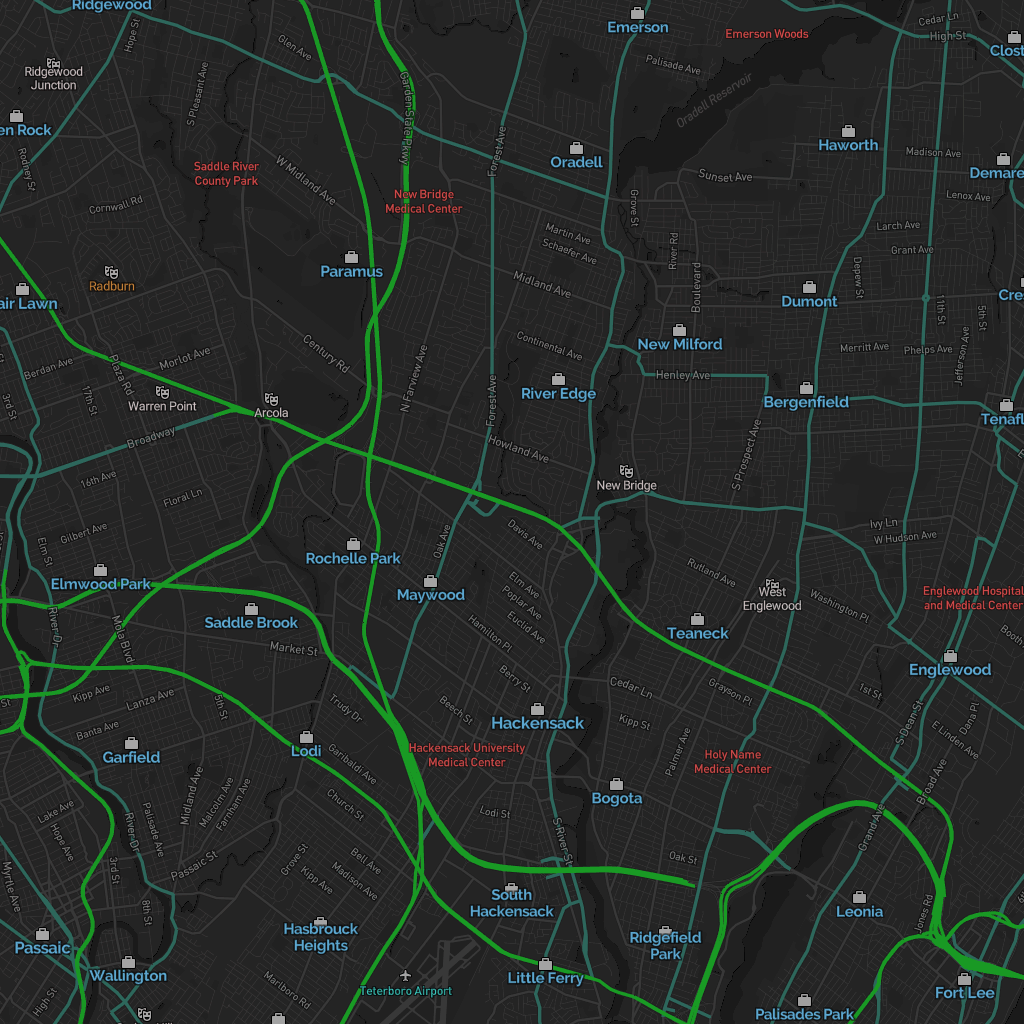 Ridgewood
Emerson
Emerson Woods
Cedar Ln
High St
Hope St
Glen Ave
Ridgewood
Junction
Palisade Ave
S Pleasant Ave
Garden State Pkwy
Oradell Reservoir
Haworth
Forest Ave
Oradell
Madison Ave
Rodney St
Saddle River
County Park
W Midland Ave
Sunset Ave
New Bridge
Medical Center
Grove St
Lenox Ave
Cornwall Rd
Larch Ave
Martin Ave
Schaefer Ave
River Rd
Grant Ave
Paramus
Radburn
Midland Ave
Boulevard
Depew St
Dumont
11th St
5th St
Century Rd
Continental Ave
New Milford
Merritt Ave
Phelps Ave
Jefferson Ave
Berdan Ave
Plaza Rd
Morlot Ave
N Farview Ave
Forest Ave
River Edge
Henley Ave
3rd St
17th St
Warren Point
Arcola
Bergenfield
Broadway
Howland Ave
S Prospect Ave
New Bridge
16th Ave
Floral Ln
Gilbert Ave
Davis Ave
Oak Ave
Ivy Ln
W Hudson Ave
Elm St
Rochelle Park
Rutland Ave
Elmwood Park
Maywood
Elm Ave
Poplar Ave
Euclid Ave
West
Englewood
Washington Pl
Englewood Hospital
and Medical Center
Saddle Brook
River Dr
Mola Blvd
Hamilton Pl
Teaneck
Market St
Englewood
Berry St
Cedar Ln
Grayson Pl
1st St
Kipp Ave
Lanza Ave
5th St
Trudy Dr
Beech St
Hackensack
Kipp St
S Dean St
Dana Pl
Banta Ave
E Linden Ave
Garfield
Lodi
Garibaldi Ave
Hackensack University
Medical Center
Palmer Ave
Holy Name
Medical Center
Midland Ave
Malcolm Ave
Farnham Ave
Bogota
Broad Ave
Lake Ave
Hope Ave
River Dr
Palisade Ave
Church St
Lodi St
S River St
Grand Ave
Passaic St
Grove St
Bell Ave
Madison Ave
Kipp Ave
Oak St
Myrtle Ave
3rd St
8th St
South
Hackensack
Leonia
Jones Rd
Hasbrouck
Heights
Ridgefield
Park
Passaic
Wallington
Teterboro Airport
Little Ferry
Fort Lee
High St
Marlboro Rd
Palisades Park